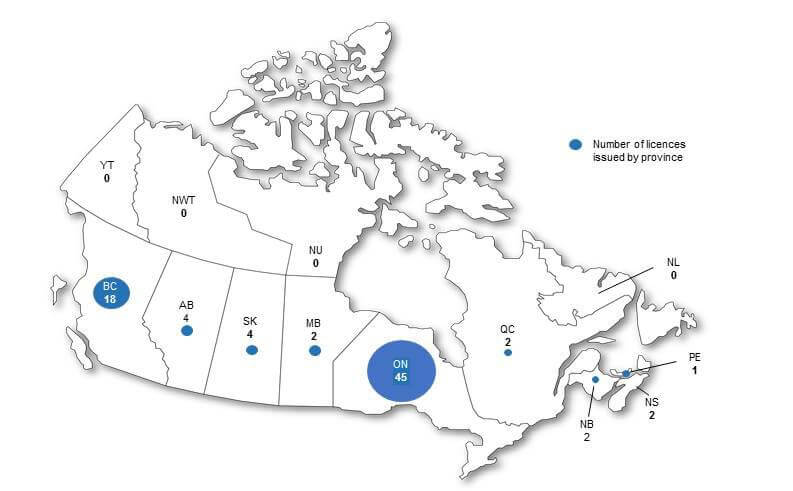 Number of licences
issued by province
YT
0
NWT
0
NU
0
NL
0
BC
18
AB
4
SK
4
MB
2
ON
45
QC
2
PE
1
NS
2
NB
2